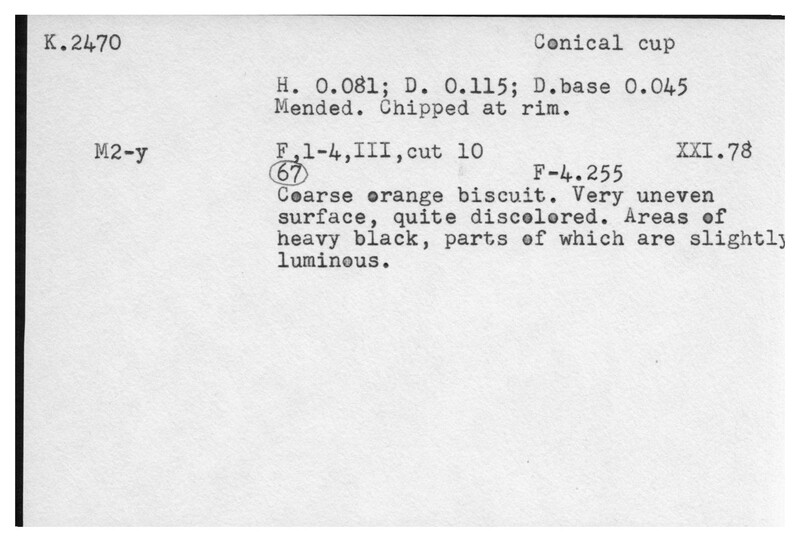 K.2470 Conical cup
H. 0.081; D. 0.115; D.base 0.045
Mended. Chipped at rim.
M2-y F,1-4,III,cut 10 XXI.78
67 F-4.255
Coarse orange biscuit. Very uneven
surface, quite discolored. Areas of
heavy black, parts of which are slightly
luminous.